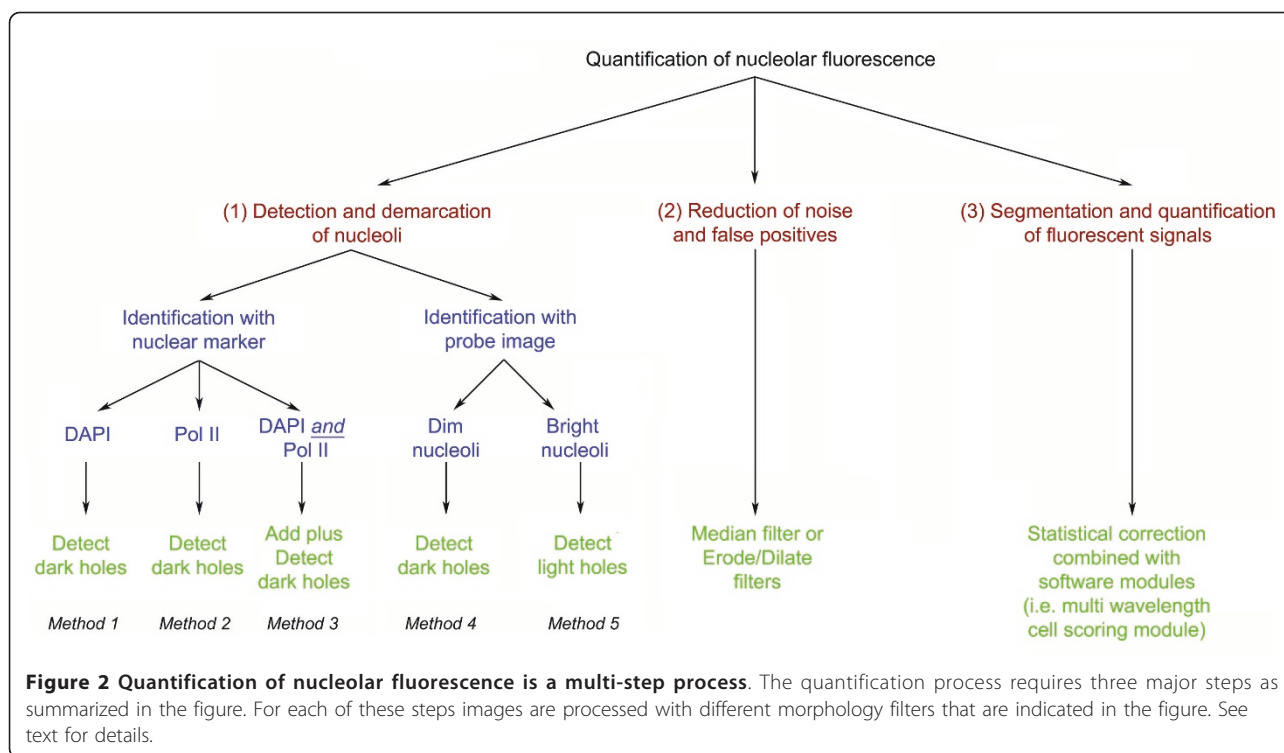 Quantification of nucleolar fluorescence
(1) Detection and demarcation
of nucleoli
(2) Reduction of noise
and false positives
(3) Segmentation and quantification
of fluorescent signals
Identification with
nuclear marker
Identification with
probe image
DAPI
Pol II
DAPI and
Pol II
Dim
nucleoli
Bright
nucleoli
Detect
dark holes
Detect
dark holes
Add plus
Detect
dark holes
Detect
dark holes
Detect
light holes
Median filter or
Erode/Dilate
filters
Statistical correction
combined with
software modules
(i.e. multi wavelength
cell scoring module)
Method 1
Method 2
Method 3
Method 4
Method 5
Figure 2 Quantification of nucleolar fluorescence is a multi-step process. The quantification process requires three major steps as
summarized in the figure. For each of these steps images are processed with different morphology filters that are indicated in the figure. See
text for details.